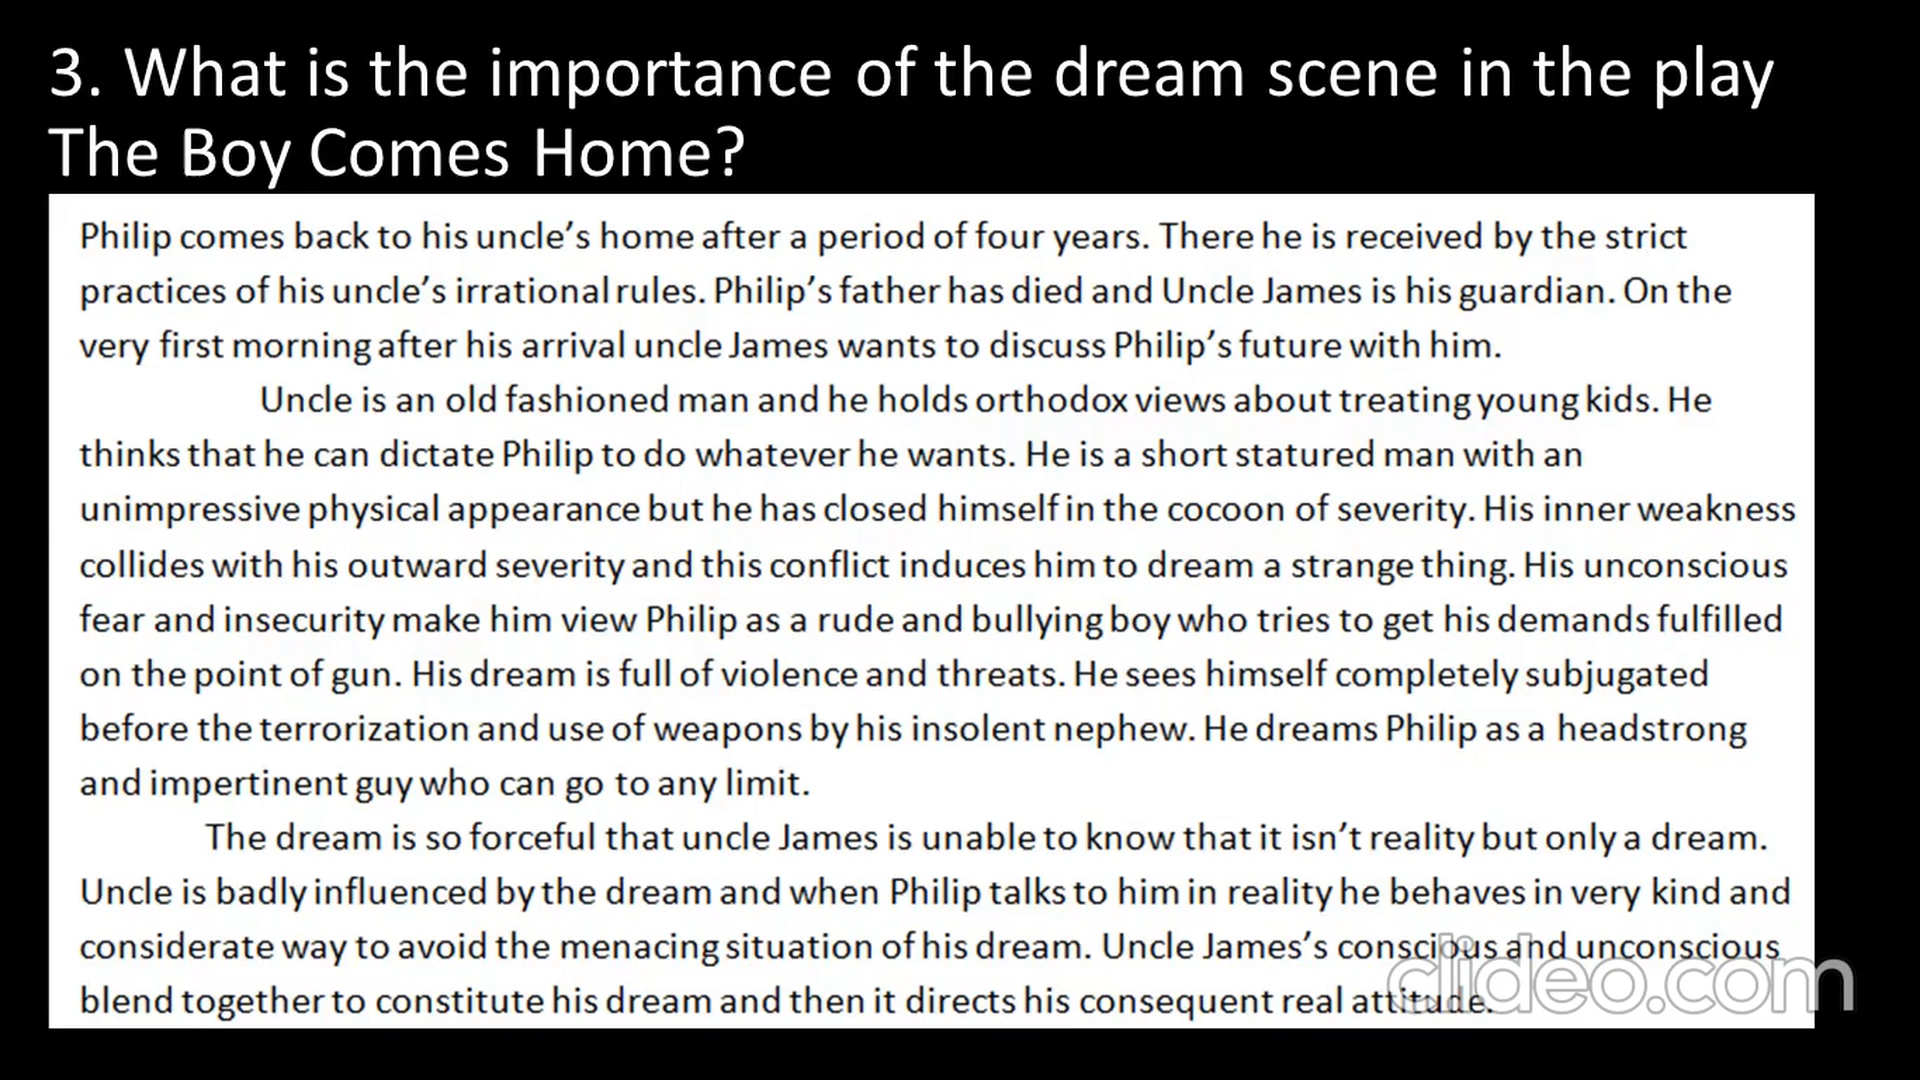 3. What is the importance of the dream scene in the play
The Boy Comes Home?
Philip comes back to his uncle’s home after a period of four years. There he is received by the strict
practices of his uncle’s irrational rules. Philip’s father has died and Uncle James is his guardian. On the
very first morning after his arrival uncle James wants to discuss Philip’s future with him.
Uncle is an old fashioned man and he holds orthodox views about treating young kids. He
thinks that he can dictate Philip to do whatever he wants. He is a short statured man with an
unimpressive physical appearance but he has closed himself in the cocoon of severity. His inner weakness
collides with his outward severity and this conflict induces him to dream a strange thing. His unconscious
fear and insecurity make him view Philip as a rude and bullying boy who tries to get his demands fulfilled
on the point of gun. His dream is full of violence and threats. He sees himself completely subjugated
before the terrorization and use of weapons by his insolent nephew. He dreams Philip as a headstrong
and impertinent guy who can go to any limit.
The dream is so forceful that uncle James is unable to know that it isn’t reality but only a dream.
Uncle is badly influenced by the dream and when Philip talks to him in reality he behaves in very kind and
considerate way to avoid the menacing situation of his dream. Uncle James’s conscious and unconscious
blend together to constitute his dream and then it directs his consequent real attitude.
clideo.com